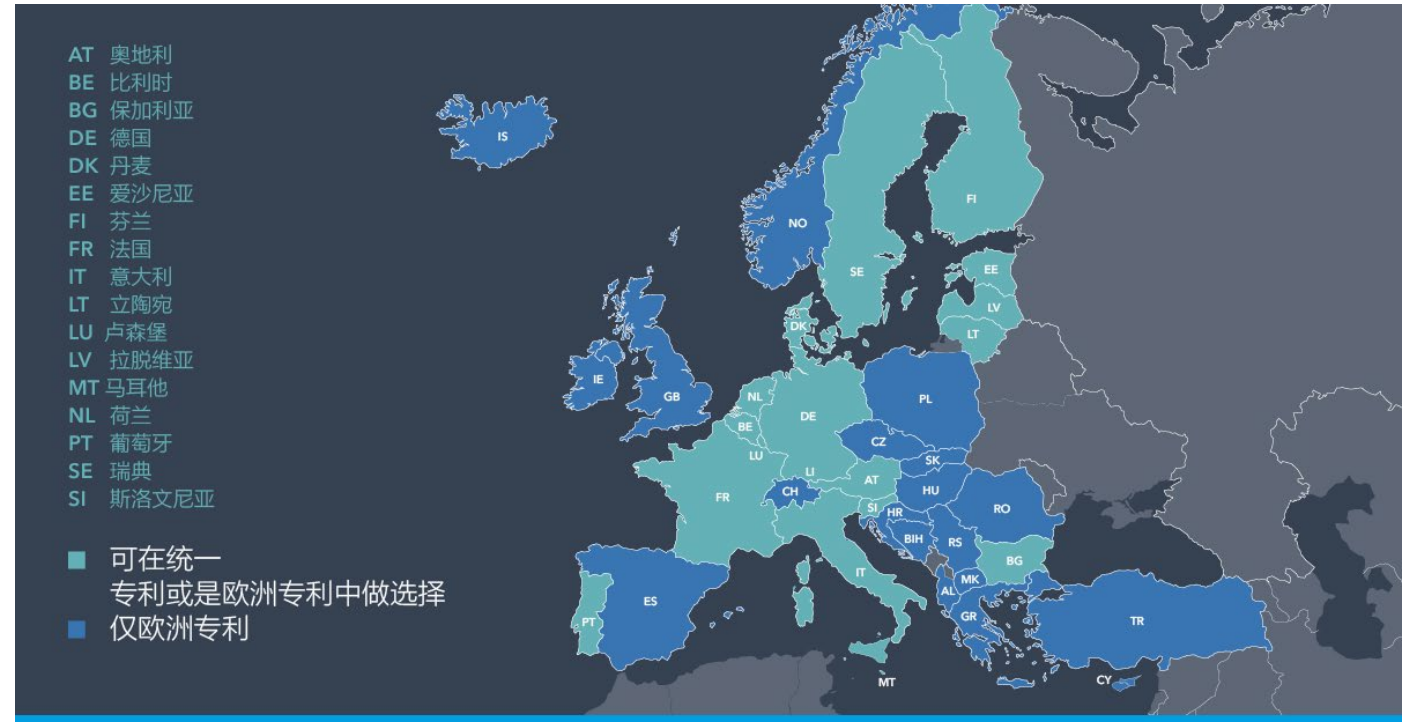 AT 奥地利
BE 比利时
BG 保加利亚
DE 德国
DK 丹麦
EE 爱沙尼亚
FI 芬兰
FR 法国
IT 意大利
LT 立陶宛
LU 卢森堡
LV 拉脱维亚
MT 马耳他
NL 荷兰
PT 葡萄牙
SE 瑞典
SI 斯洛文尼亚
可在统一
专利或是欧洲专利中做选择
仅欧洲专利
IS
NO
FI
SE
EE
LV
DK
LT
IE
GB
NL
PL
DE
BE
CZ
LU
SK
LI
AT
CH
HU
FR
SI
HR
RO
BIH
RS
BG
IT
MK
AL
ES
GR
PT
TR
MT
CY